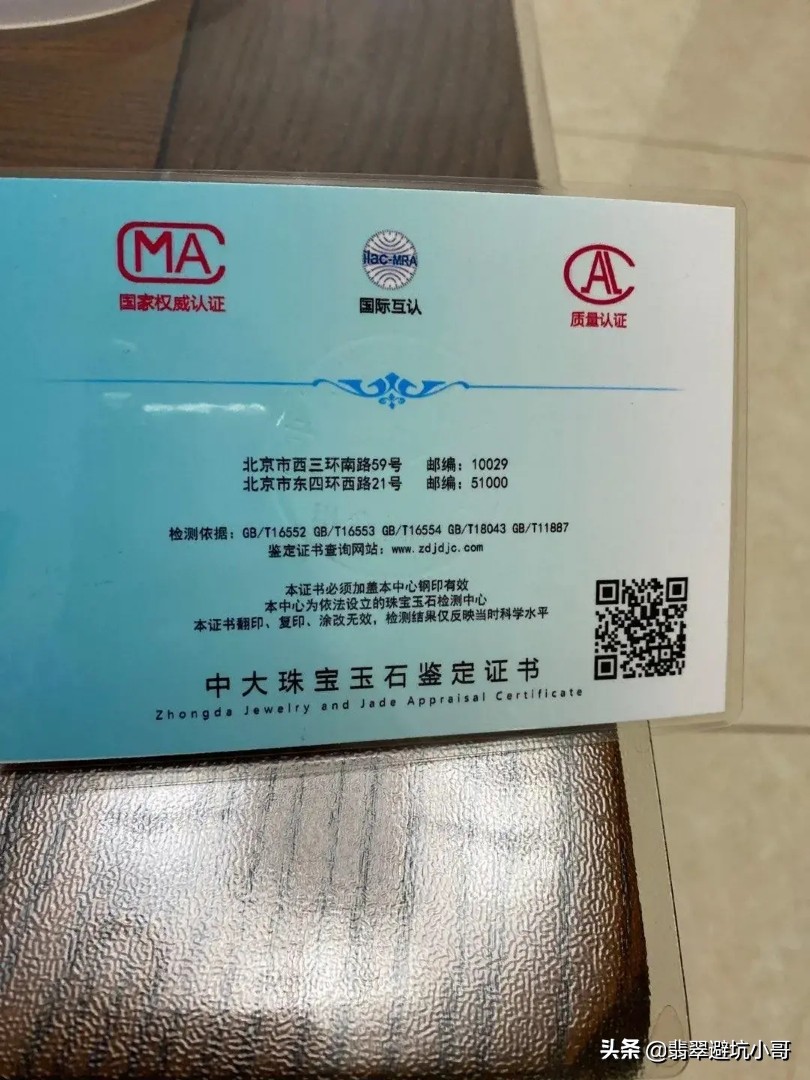 MA
ilac-MRA
AL
国家权威认证
国际互认
质量认证
北京市西三环南路59号 邮编：10029
北京市东四环西路21号 邮编：51000
检测依据：GB/T16552 GB/T16553 GB/T16554 GB/T18043 GB/T11887
鉴定证书查询网站：www.zdjdjc.com
本证书必须加盖本中心钢印有效
本中心为依法设立的珠宝玉石检测中心
本证书翻印、复印、涂改无效，检测结果仅反映当时科学水平
中大珠宝玉石鉴定证书
Zhongda Jewelry and Jade Appraisal Certificate
头条 @翡翠避坑小哥